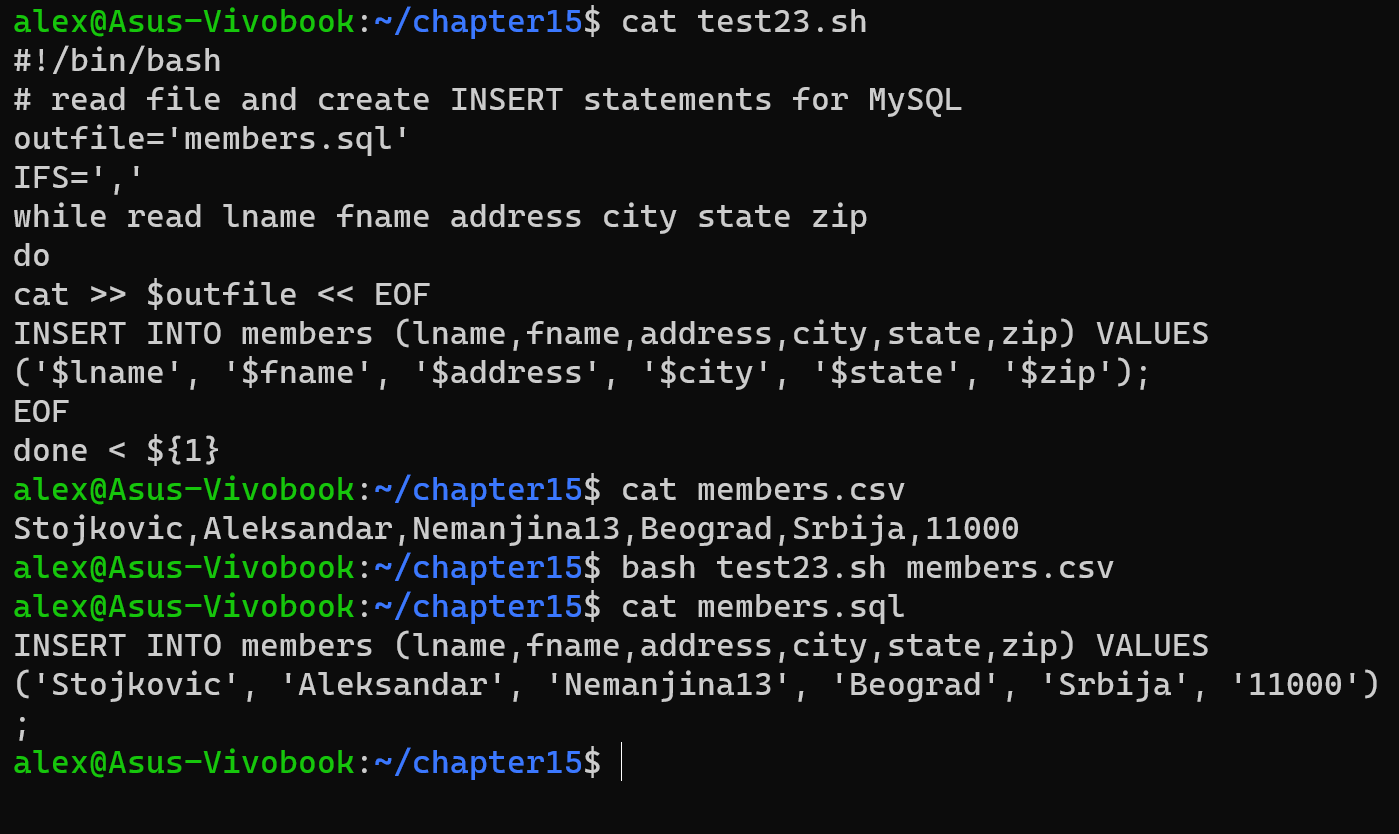 alex@Asus-Vivobook:~/chapter15$ cat test23.sh
#!/bin/bash
# read file and create INSERT statements for MySQL
outfile='members.sql'
IFS=','
while read lname fname address city state zip
do
cat >> $outfile << EOF
INSERT INTO members (lname,fname,address,city,state,zip) VALUES
('$lname', '$fname', '$address', '$city', '$state', '$zip');
EOF
done < ${1}
alex@Asus-Vivobook:~/chapter15$ cat members.csv
Stojkovic,Aleksandar,Nemanjina13,Beograd,Srbija,11000
alex@Asus-Vivobook:~/chapter15$ bash test23.sh members.csv
alex@Asus-Vivobook:~/chapter15$ cat members.sql
INSERT INTO members (lname,fname,address,city,state,zip) VALUES
('Stojkovic', 'Aleksandar', 'Nemanjina13', 'Beograd', 'Srbija', '11000')
;
alex@Asus-Vivobook:~/chapter15$